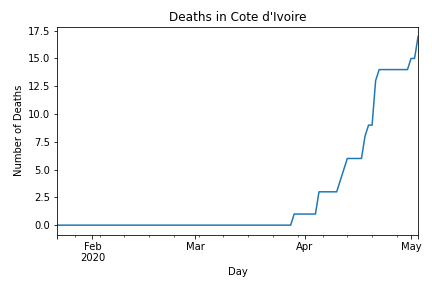 Deaths in Cote d'Ivoire
17.5
15.0
12.5
10.0
7.5
5.0
2.5
0.0
Number of Deaths
Feb
2020
Mar
Apr
May
Day